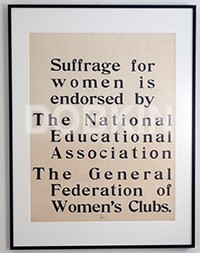 Suffrage for
women is
endorsed by
The National
Educational
Association
The General
Federation of
Women's Clubs.